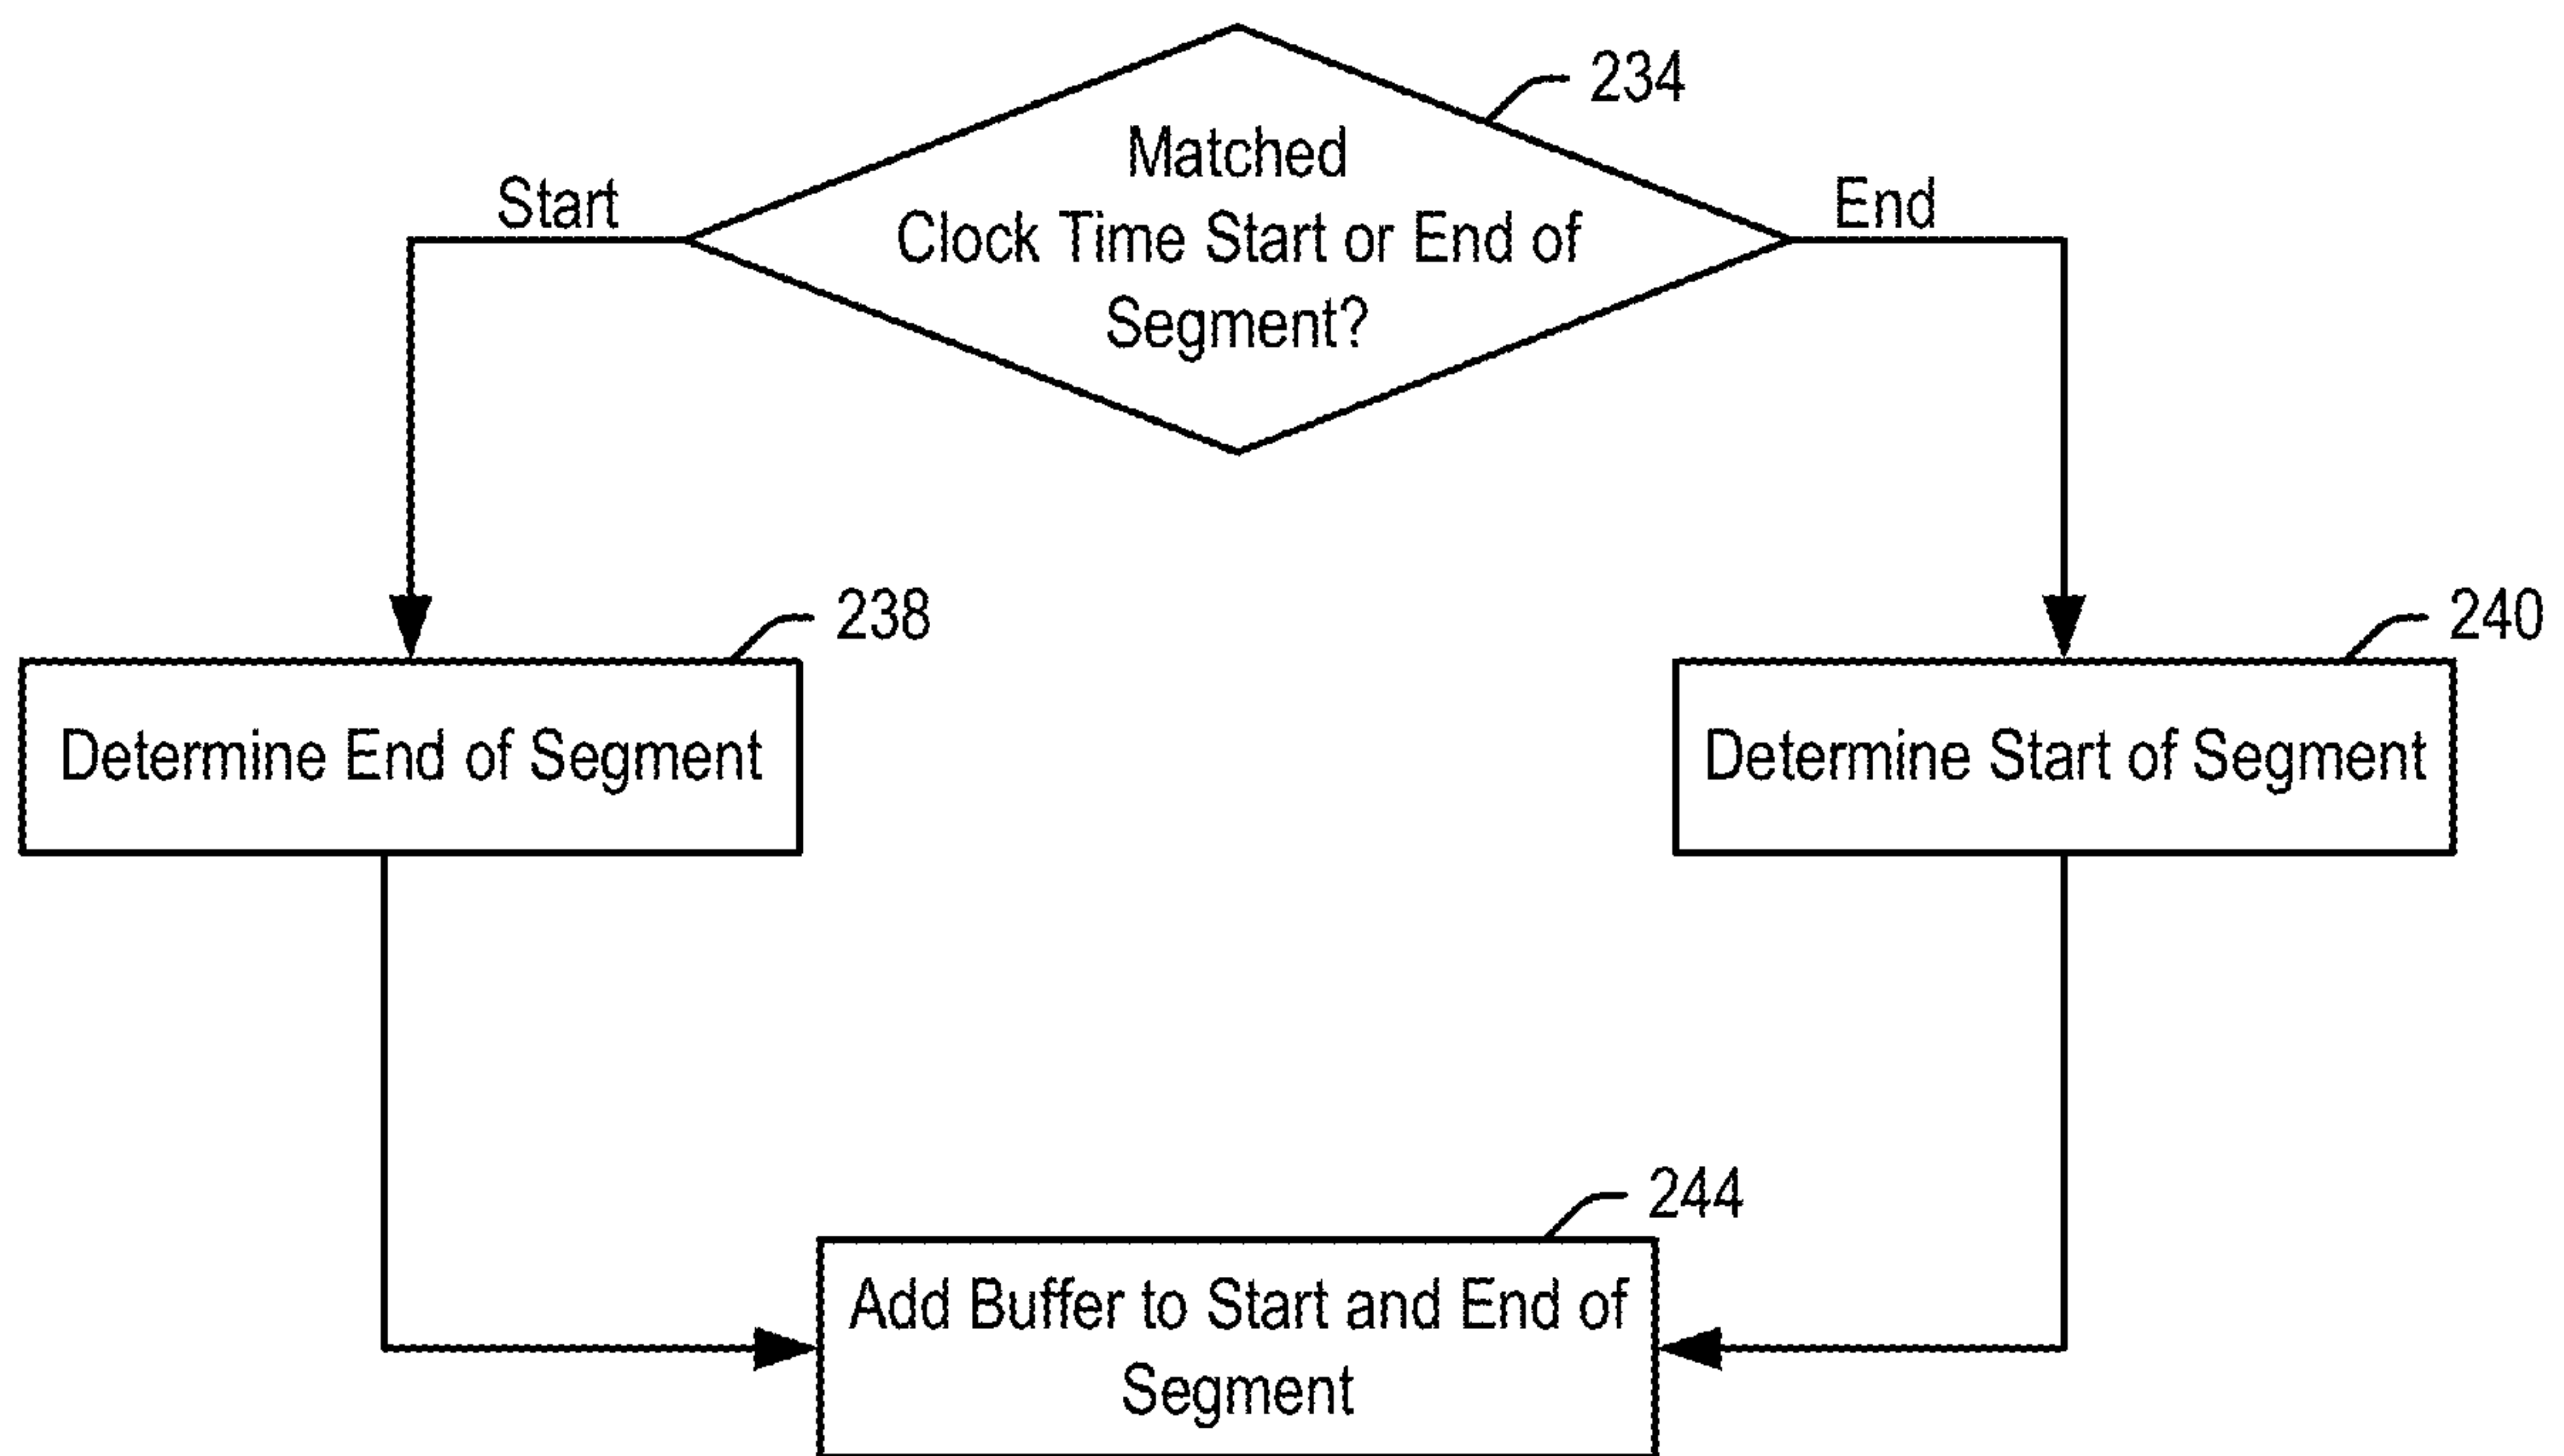 234
Matched
Clock Time Start or End of
Segment?
Start
End
238
Determine End of Segment
240
Determine Start of Segment
244
Add Buffer to Start and End of
Segment